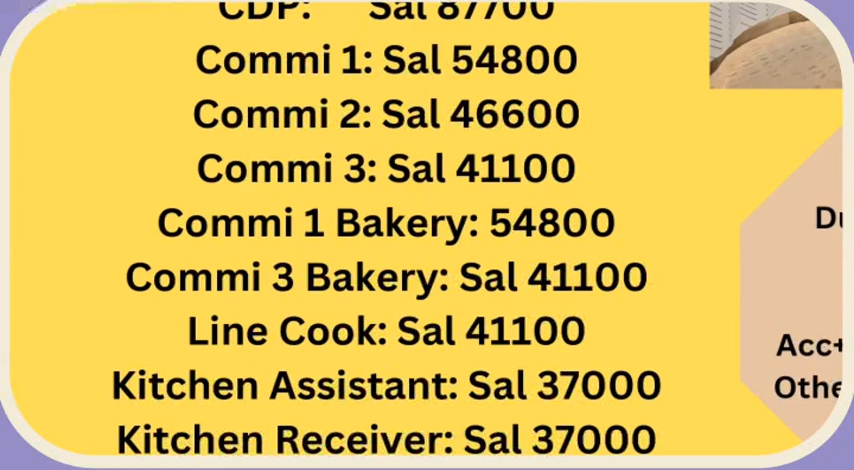 CDP: Sal 87700
Commi 1: Sal 54800
Commi 2: Sal 46600
Commi 3: Sal 41100
Commi 1 Bakery: 54800
Commi 3 Bakery: Sal 41100
Line Cook: Sal 41100
Kitchen Assistant: Sal 37000
Kitchen Receiver: Sal 37000
Acc+